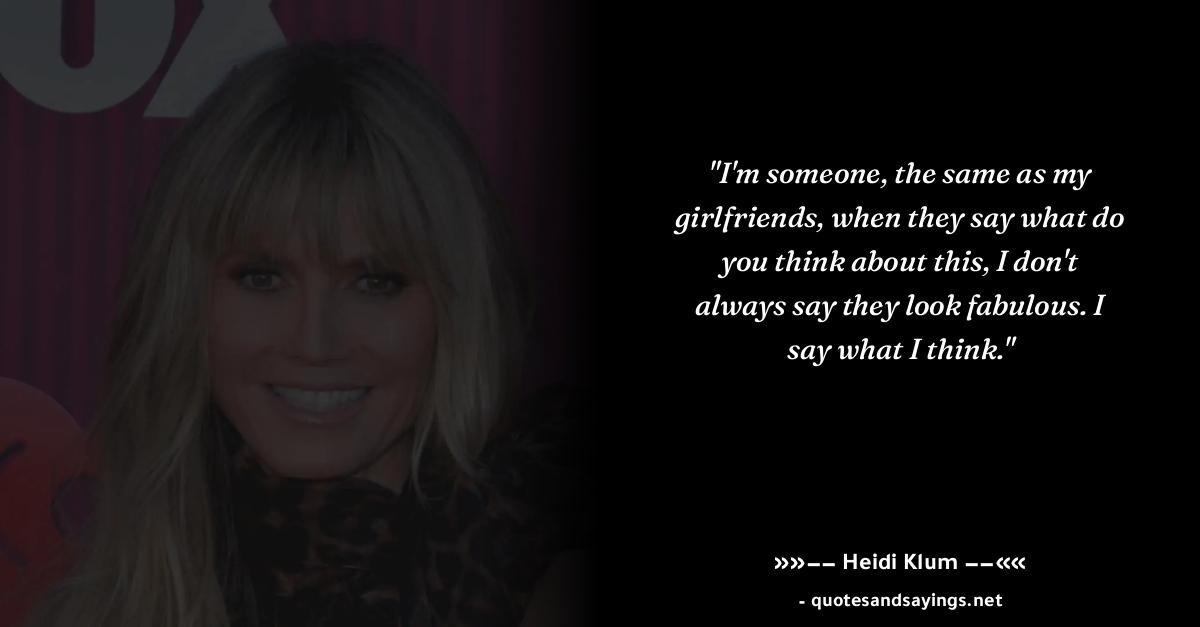 "I'm someone, the same as my
girlfriends, when they say what do
you think about this, I don't
always say they look fabulous. I
say what I think."
»»−− Heidi Klum −−««
- quotesandsayings.net